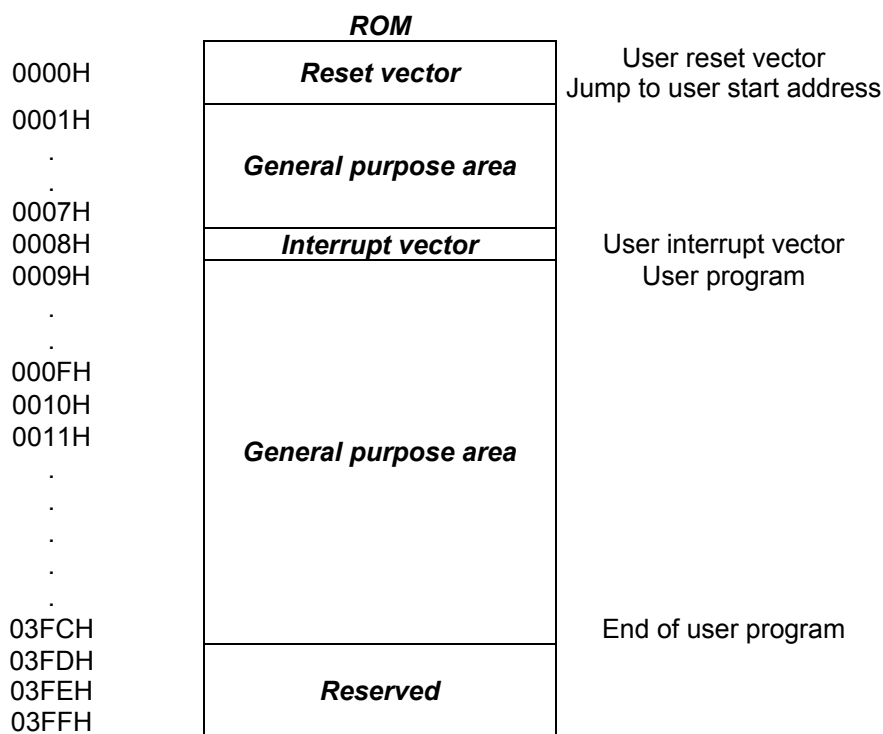 ROM
0000H Reset vector User reset vector
Jump to user start address
0001H
.
General purpose area
.
0007H
0008H Interrupt vector User interrupt vector
0009H User program
.
.
000FH
0010H
0011H
General purpose area
.
.
.
.
.
03FCH End of user program
03FDH
03FEH Reserved
03FFH